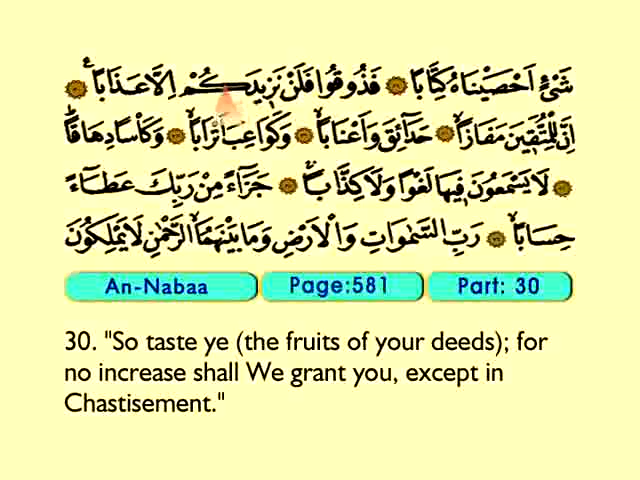 شَیْءٍ اَحْصَيْنَاهُ كِتَابًا ۙ فَذُوقُوا فَلَنْ نَزٖيدَكُمْ اِلَّا عَذَابًا ࣖ
اِنَّ لِلْمُتَّقٖينَ مَفَازًا ۙ حَدَٓائِقَ وَاَعْنَابًا ۙ وَكَوَاعِبَ اَتْرَابًا ۙ وَكَأْسًا دِهَاقًا ۜ
لَا يَسْمَعُونَ فٖيهَا لَغْوًا وَلَا كِذَّابًا ۚ جَزَٓاءً مِنْ رَبِّكَ عَطَٓاءً
حِسَابًا ۙ رَبِّ السَّمٰوَاتِ وَالْاَرْضِ وَمَا بَيْنَهُمَا الرَّحْمٰنِ لَا يَمْلِكُونَ
An-Nabaa Page:581 Part: 30
30. "So taste ye (the fruits of your deeds); for
no increase shall We grant you, except in
Chastisement."